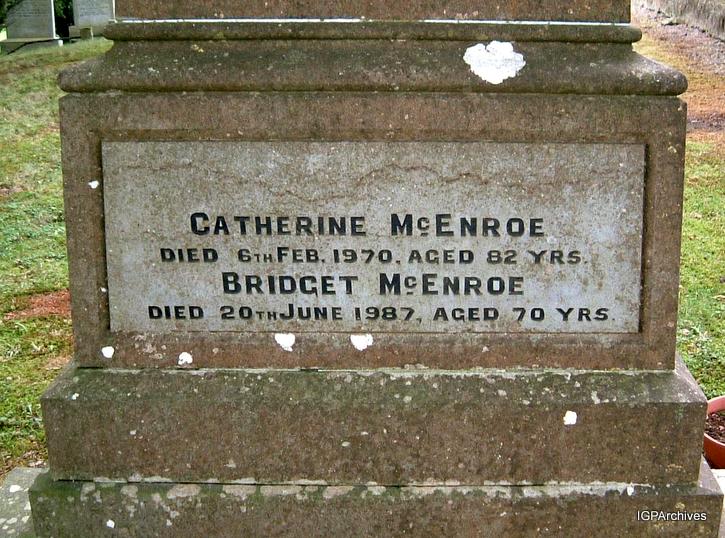 CATHERINE McENROE
DIED 6TH FEB. 1970. AGED 82 YRS.
BRIDGET McENROE
DIED 20TH JUNE 1987, AGED 70 YRS.
IGPArchives